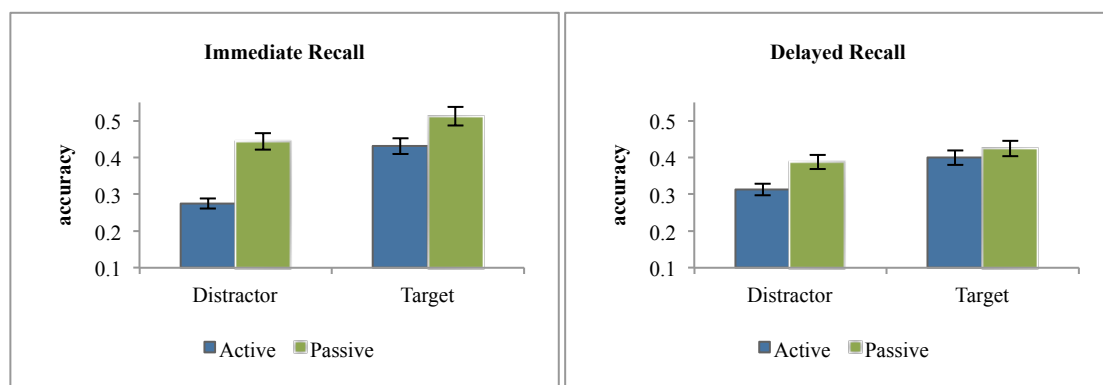 Immediate Recall
accuracy
0.5
0.4
0.3
0.2
0.1
Distractor Target
Active Passive
Delayed Recall
accuracy
0.5
0.4
0.3
0.2
0.1
Distractor Target
Active Passive